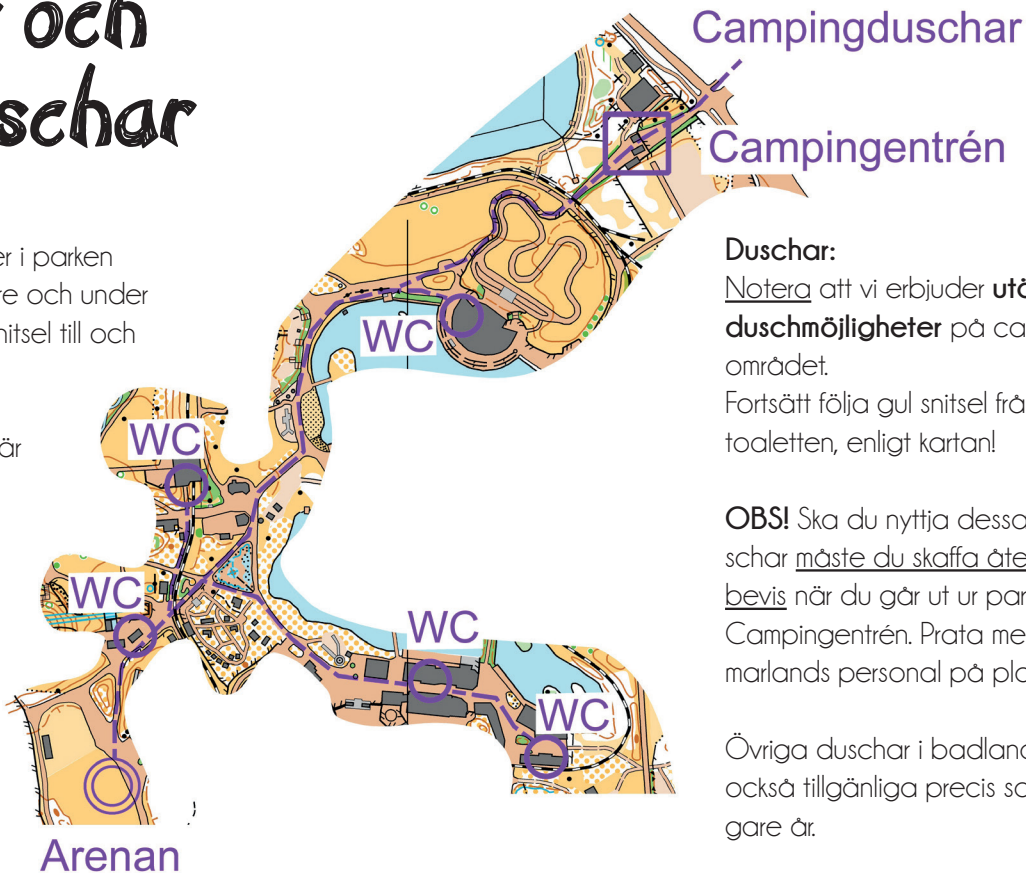 och
schar
er i parken
re och under
nitsel till och
är
Campingduschar
Campingentrén
WC
WC
WC
WC
WC
Arenan
Duschar:
Notera att vi erbjuder utö
duschmöjligheter på ca
området.
Fortsätt följa gul snitsel frå
toaletten, enligt kartan!
OBS! Ska du nyttja dessa
schar måste du skaffa åte
bevis när du går ut ur par
Campingentrén. Prata me
marlands personal på pla
Övriga duschar i badland
också tillgänliga precis so
gare år.